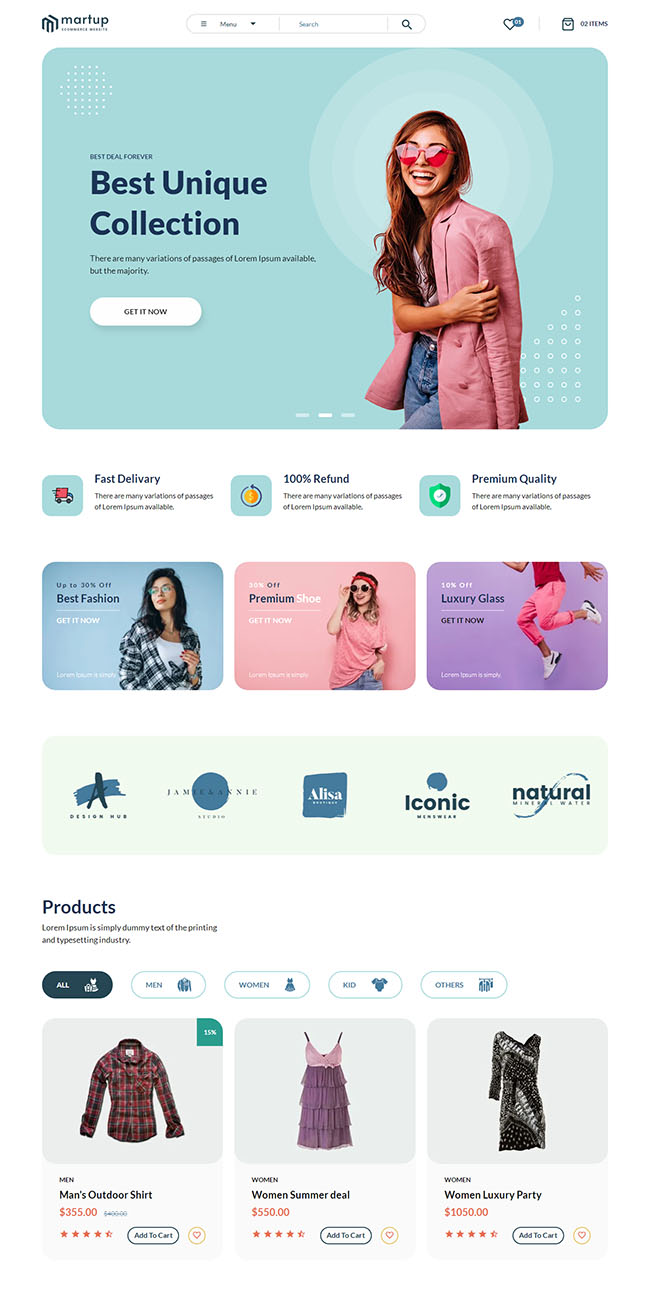 martup
ECOMMERCE WEBSITE
Menu
Search
01
02 ITEMS
BEST DEAL FOREVER
Best Unique
Collection
There are many variations of passages of Lorem Ipsum available,
but the majority.
GET IT NOW
Fast Delivary
There are many variations of passages
of Lorem Ipsum available.
100% Refund
There are many variations of passages
of Lorem Ipsum available.
Premium Quality
There are many variations of passages
of Lorem Ipsum available.
Up to 30% Off
Best Fashion
GET IT NOW
Lorem Ipsum is simply.
30% Off
Premium Shoe
GET IT NOW
Lorem Ipsum is simply.
10% Off
Luxury Glass
GET IT NOW
Lorem Ipsum is simply.
A
DESIGN HUB
JAMIE & ANNIE
STUDIO
Alisa
BOUTIQUE
Iconic
MENSWEAR
natural
MINERAL WATER
Products
Lorem Ipsum is simply dummy text of the printing
and typesetting industry.
ALL
MEN
WOMEN
KID
OTHERS
15%
MEN
Man's Outdoor Shirt
$355.00 $400.00
Add To Cart
WOMEN
Women Summer deal
$550.00
Add To Cart
WOMEN
Women Luxury Party
$1050.00
Add To Cart